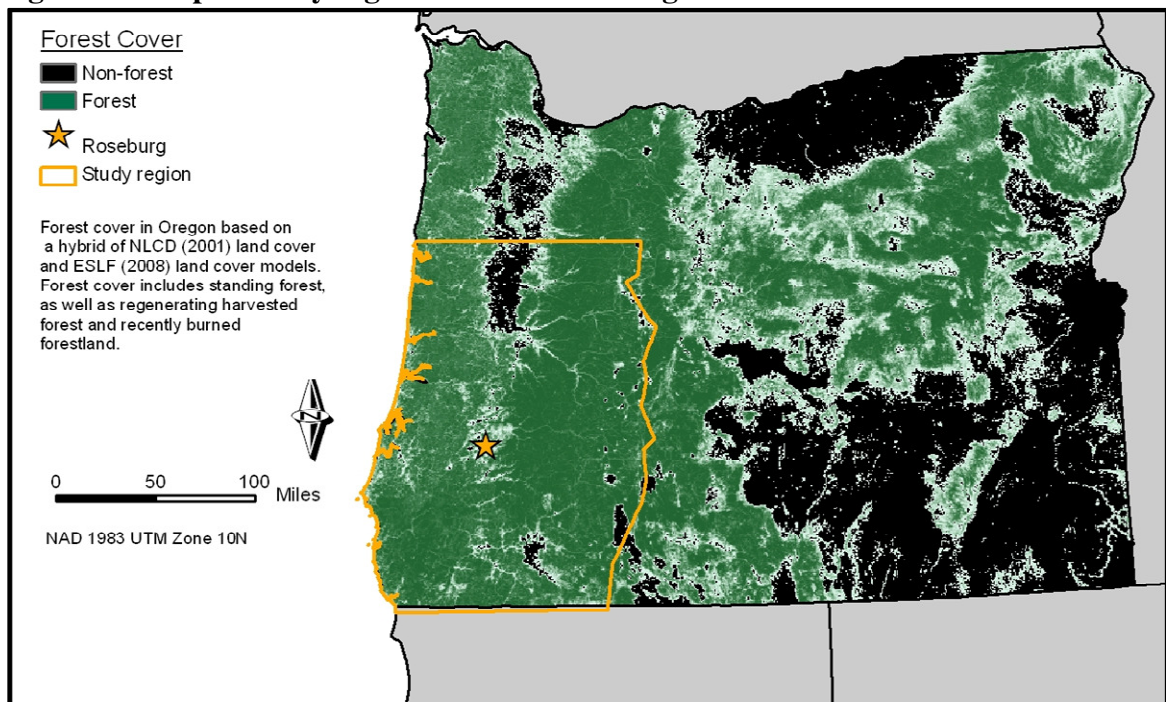 Forest Cover
Non-forest
Forest
Roseburg
Study region
Forest cover in Oregon based on
a hybrid of NLCD (2001) land cover
and ESLF (2008) land cover models.
Forest cover includes standing forest,
as well as regenerating harvested
forest and recently burned
forestland.
N
0 50 100 Miles
NAD 1983 UTM Zone 10N